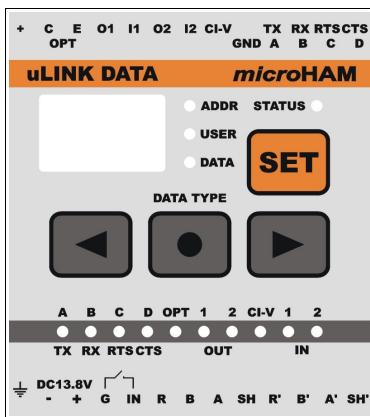 + C E O1 I1 O2 I2 CI-V TX RX RTS CTS
OPT GND A B C D
uLINK DATA microHAM
ADDR STATUS
USER
DATA
SET
DATA TYPE
A B C D OPT 1 2 CI-V 1 2
TX RX RTS CTS OUT IN
DC13.8V
- + G IN R B A SH R' B' A' SH'